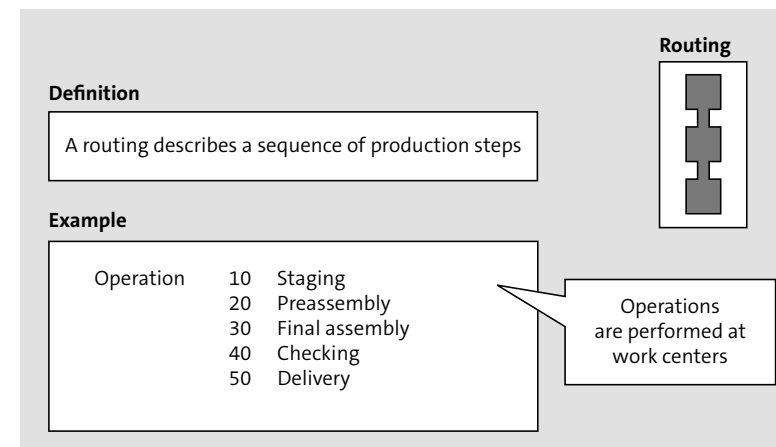 Routing
Definition
A routing describes a sequence of production steps
Example
Operation 10 Staging
20 Preassembly
30 Final assembly
40 Checking
50 Delivery
Operations
are performed at
work centers